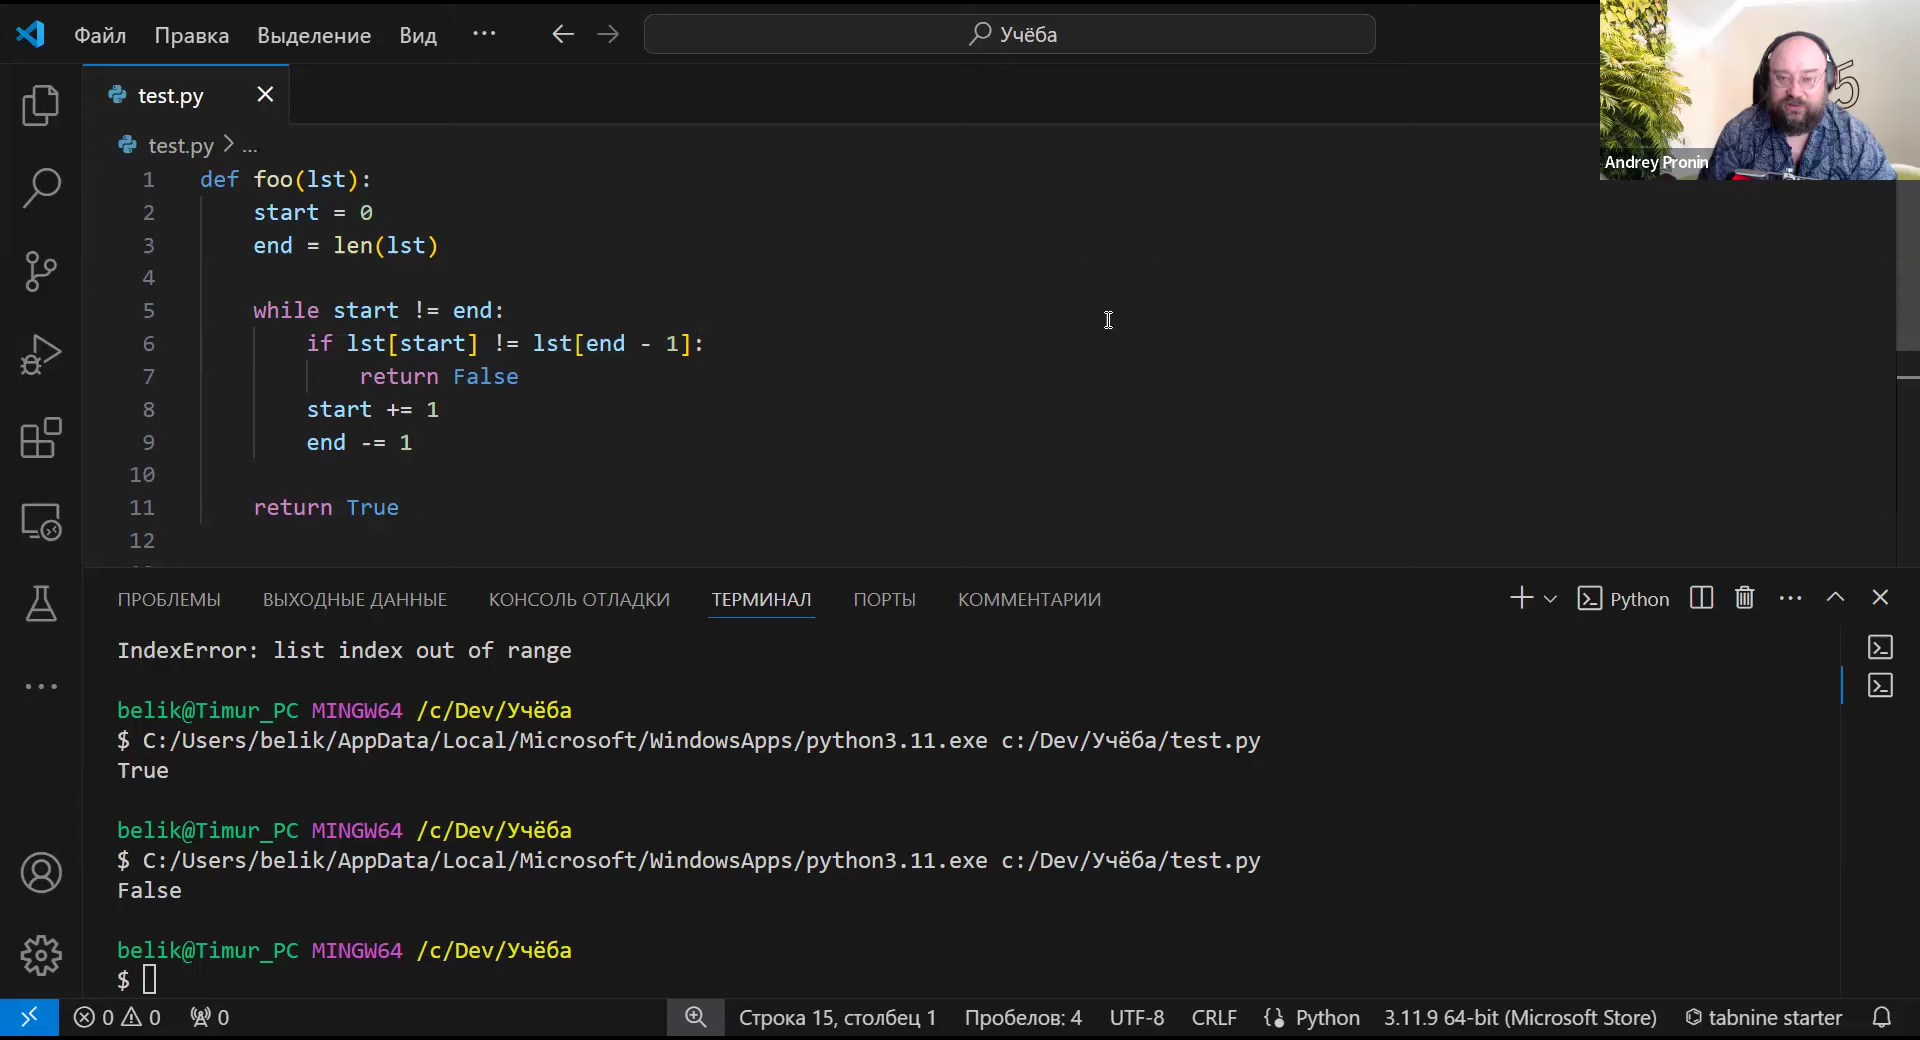 Файл Правка Выделение Вид ... Учёба
Andrey Pronin
test.py
test.py > ...
1 def foo(lst):
2 start = 0
3 end = len(lst)
4
5 while start != end:
6 if lst[start] != lst[end - 1]:
7 return False
8 start += 1
9 end -= 1
10
11 return True
12
ПРОБЛЕМЫ ВЫХОДНЫЕ ДАННЫЕ КОНСОЛЬ ОТЛАДКИ ТЕРМИНАЛ ПОРТЫ КОММЕНТАРИИ Python
IndexError: list index out of range
belik@Timur_PC MINGW64 /c/Dev/Учёба
$ C:/Users/belik/AppData/Local/Microsoft/WindowsApps/python3.11.exe c:/Dev/Учёба/test.py
True
belik@Timur_PC MINGW64 /c/Dev/Учёба
$ C:/Users/belik/AppData/Local/Microsoft/WindowsApps/python3.11.exe c:/Dev/Учёба/test.py
False
belik@Timur_PC MINGW64 /c/Dev/Учёба
$
0 0 0 Строка 15, столбец 1 Пробелов: 4 UTF-8 CRLF Python 3.11.9 64-bit (Microsoft Store) tabnine starter